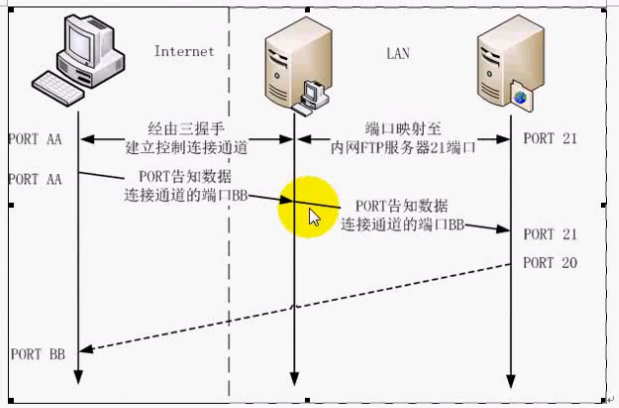 Internet
LAN
经由三握手
建立控制连接通道
端口映射至
内网FTP服务器21端口
PORT AA
PORT 21
PORT AA
PORT告知数据
连接通道的端口BB
PORT告知数据
连接通道的端口BB
PORT 21
PORT 20
PORT BB